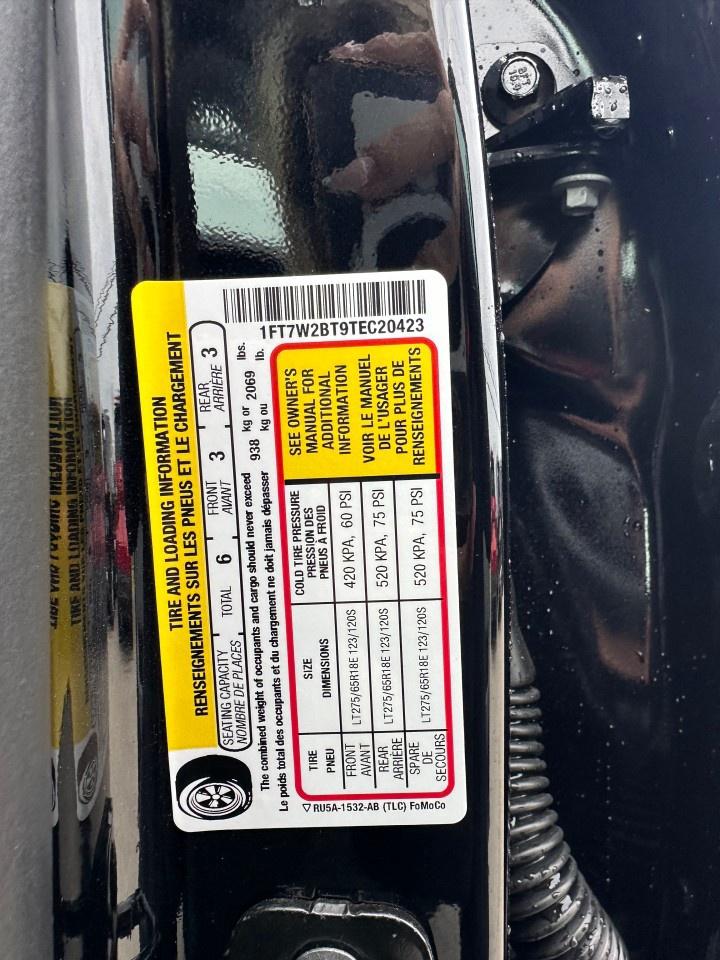 TIRE AND LOADING INFORMATION
RENSEIGNEMENTS SUR LES PNEUS ET LE CHARGEMENT
SEATING CAPACITY
NOMBRE DE PLACES
TOTAL 6
FRONT
AVANT
3
REAR
ARRIÈRE
3
The combined weight of occupants and cargo should never exceed 938 kg or 2069 lbs.
Le poids total des occupants et du chargement ne doit jamais dépasser kg ou lb.
TIRE
PNEU
SIZE
DIMENSIONS
COLD TIRE PRESSURE
PRESSION DES
PNEUS À FROID
FRONT
AVANT
LT275/65R18E 123/120S
420 KPA, 60 PSI
REAR
ARRIÈRE
LT275/65R18E 123/120S
520 KPA, 75 PSI
SPARE
DE
SECOURS
LT275/65R18E 123/120S
520 KPA, 75 PSI
SEE OWNER'S
MANUAL FOR
ADDITIONAL
INFORMATION
VOIR LE MANUEL
DE L'USAGER
POUR PLUS DE
RENSEIGNEMENTS
1FT7W2BT9TEC20423
RU5A-1532-AB (TLC) FoMoCo